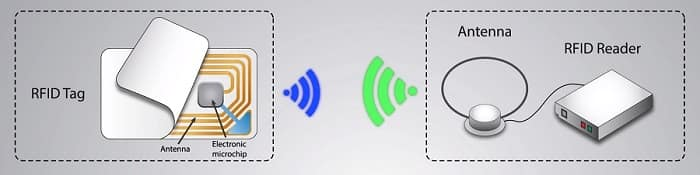 RFID Tag
Antenna
Electronic
microchip
Antenna
RFID Reader